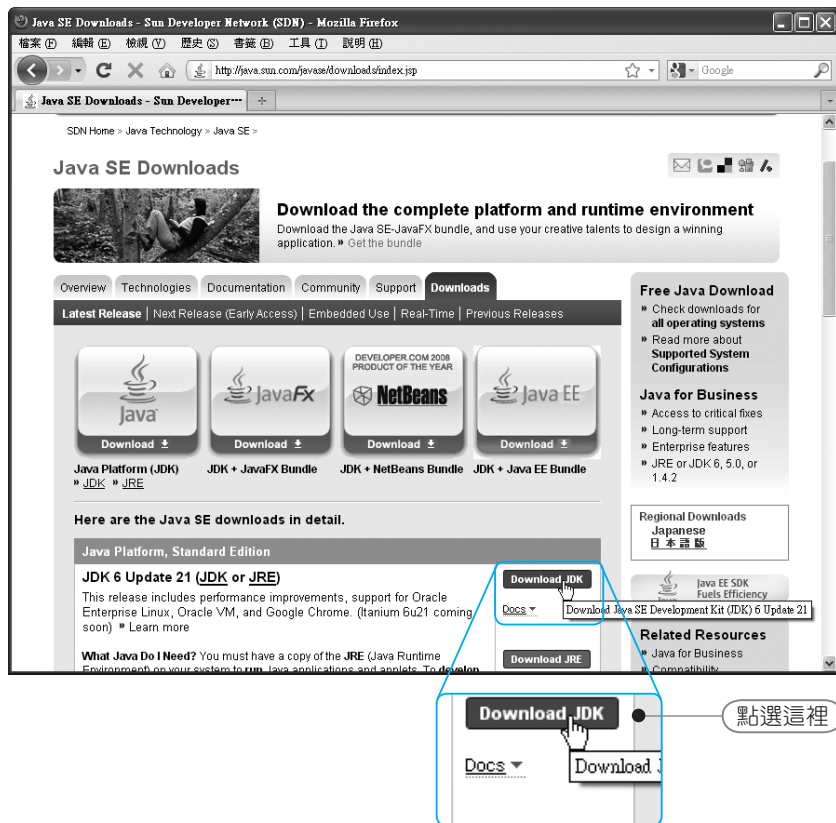 Java SE Downloads - Sun Developer Network (SDN) - Mozilla Firefox
檔案(F) 編輯(E) 檢視(V) 歷史(S) 書籤(B) 工具(T) 說明(H)
http://java.sun.com/javase/downloads/index.jsp
Google
Java SE Downloads - Sun Developer···
SDN Home > Java Technology > Java SE >
Java SE Downloads
Download the complete platform and runtime environment
Download the Java SE-JavaFX bundle, and use your creative talents to design a winning
application. » Get the bundle
Overview Technologies Documentation Community Support Downloads
Latest Release | Next Release (Early Access) | Embedded Use | Real-Time | Previous Releases
Java
Download
Java Platform (JDK)
» JDK » JRE
JavaFX
Download
JDK + JavaFX Bundle
DEVELOPER.COM 2008
PRODUCT OF THE YEAR
NetBeans
Download
JDK + NetBeans Bundle
Java EE
Download
JDK + Java EE Bundle
Here are the Java SE downloads in detail.
Java Platform, Standard Edition
JDK 6 Update 21 (JDK or JRE)
This release includes performance improvements, support for Oracle
Enterprise Linux, Oracle VM, and Google Chrome. (Itanium 6u21 coming
soon) » Learn more
Download JDK
Docs
Download Java SE Development Kit (JDK) 6 Update 21
What Java Do I Need? You must have a copy of the JRE (Java Runtime
Environment) on your system to run Java applications and applets. To develop
Download JRE
Free Java Download
» Check downloads for
all operating systems
» Read more about
Supported System
Configurations
Java for Business
» Access to critical fixes
» Long-term support
» Enterprise features
» JRE or JDK 6, 5.0, or
1.4.2
Regional Downloads
Japanese
日本語版
Java EE SDK
Fuels Efficiency
Related Resources
» Java for Business
» Compatibility
Download JDK
Docs
Download J
點選這裡